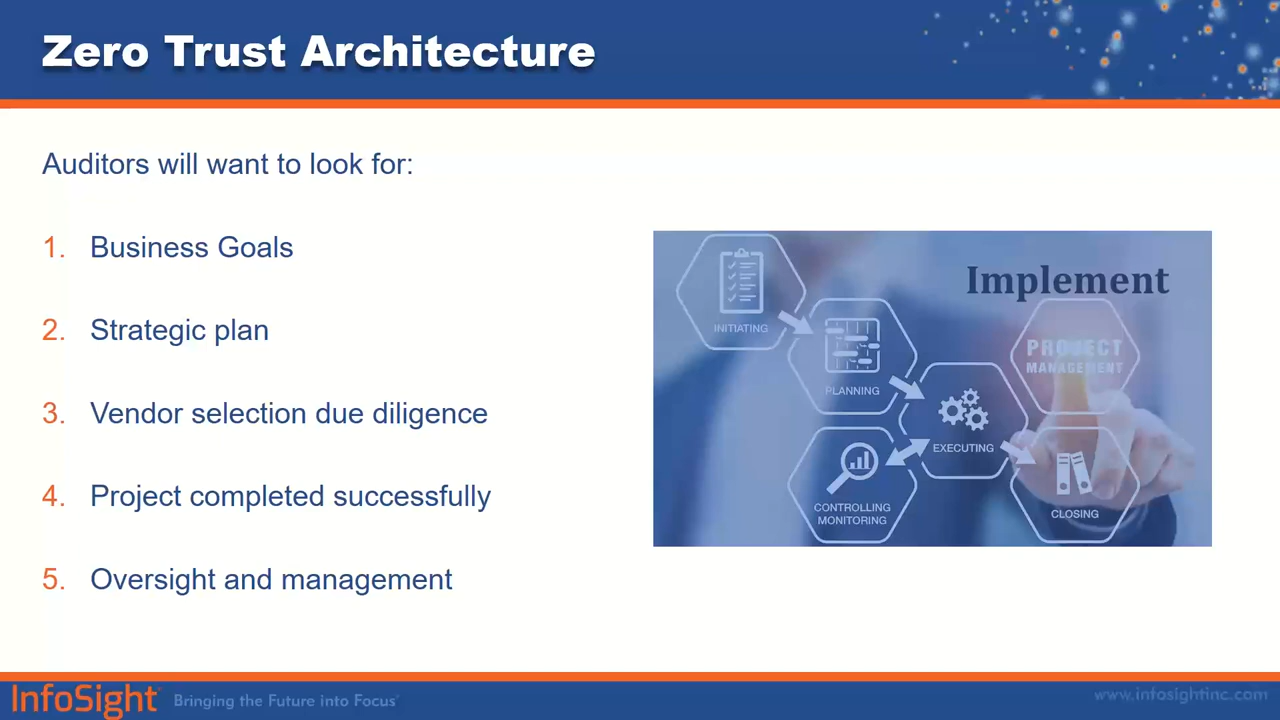 Zero Trust Architecture
Auditors will want to look for:
1. Business Goals
2. Strategic plan
3. Vendor selection due diligence
4. Project completed successfully
5. Oversight and management
Implement
INITIATING
PLANNING
PROJECT
MANAGEMENT
EXECUTING
CONTROLLING
MONITORING
CLOSING
InfoSight
Bringing the Future into Focus
www.infosightinc.com